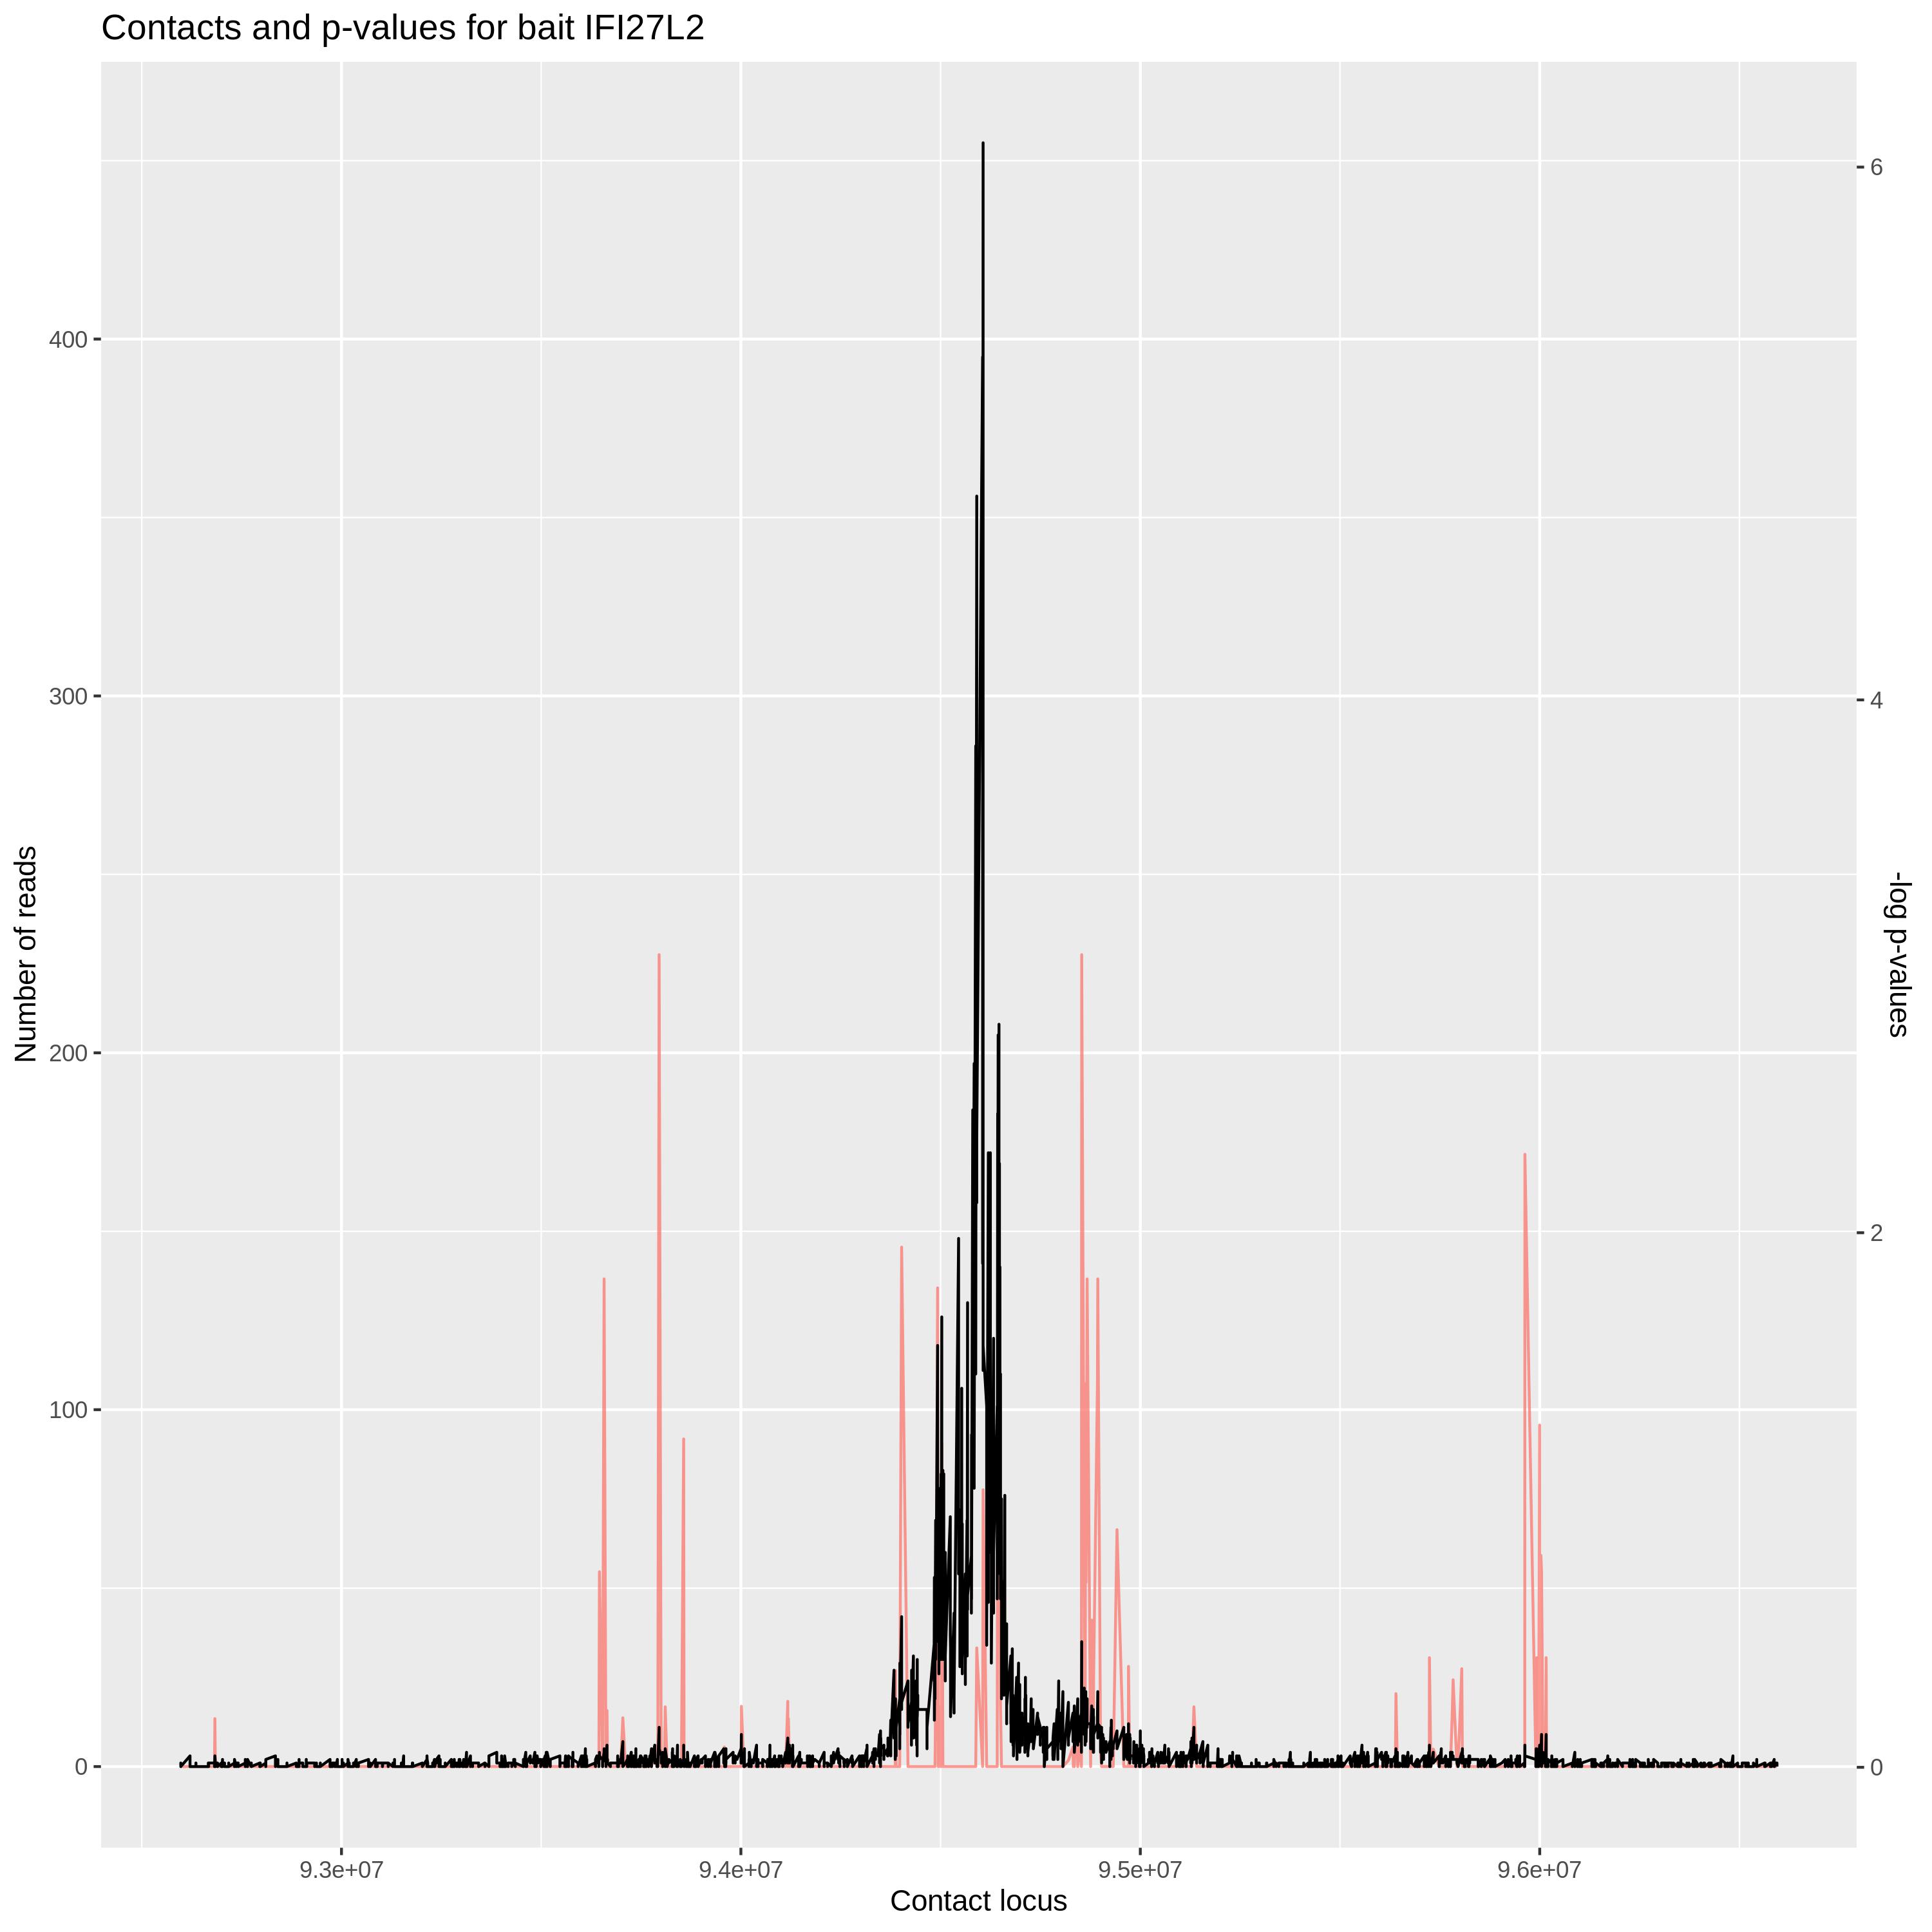 Contacts and p-values for bait IFI27L2
6
400
300
4
Number of reads
-log p-values
200
2
100
0
0
9.3e+07
9.4e+07
9.5e+07
9.6e+07
Contact locus